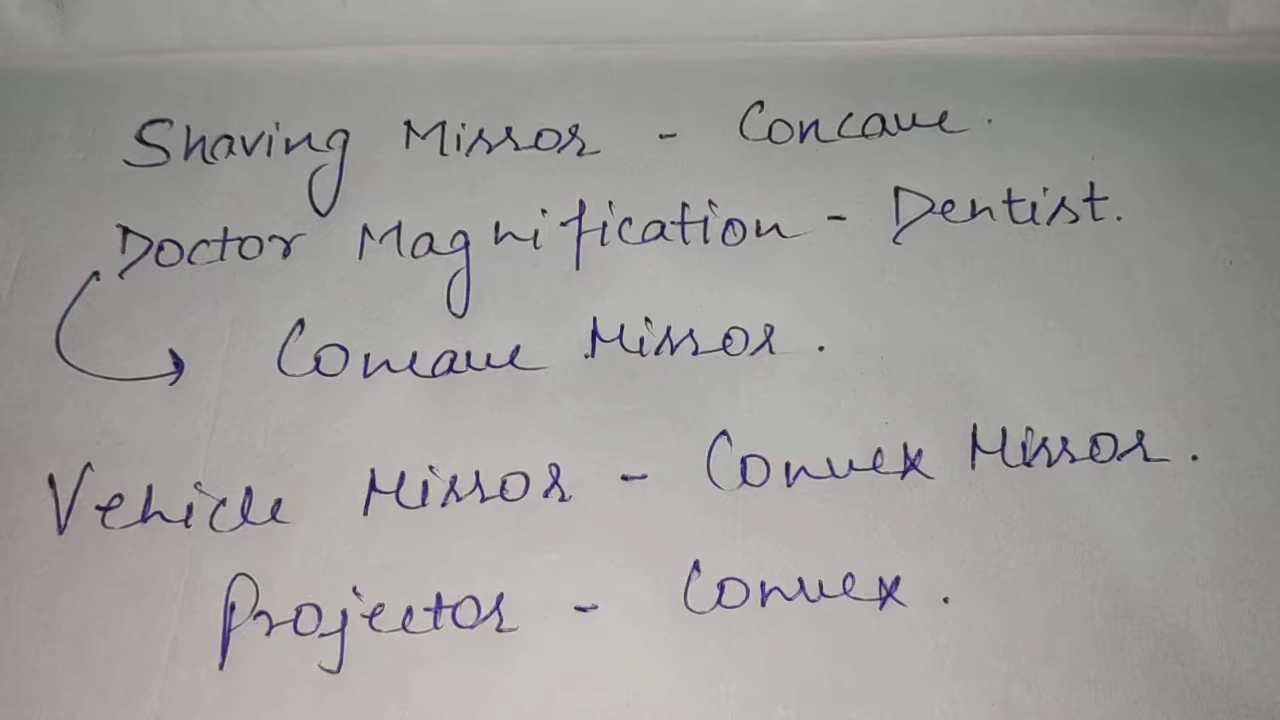 Shaving Mirror - Concave.
Doctor Magnification - Dentist.
Concave Mirror.
Vehicle Mirror - Convex Mirror.
Projector - Convex.